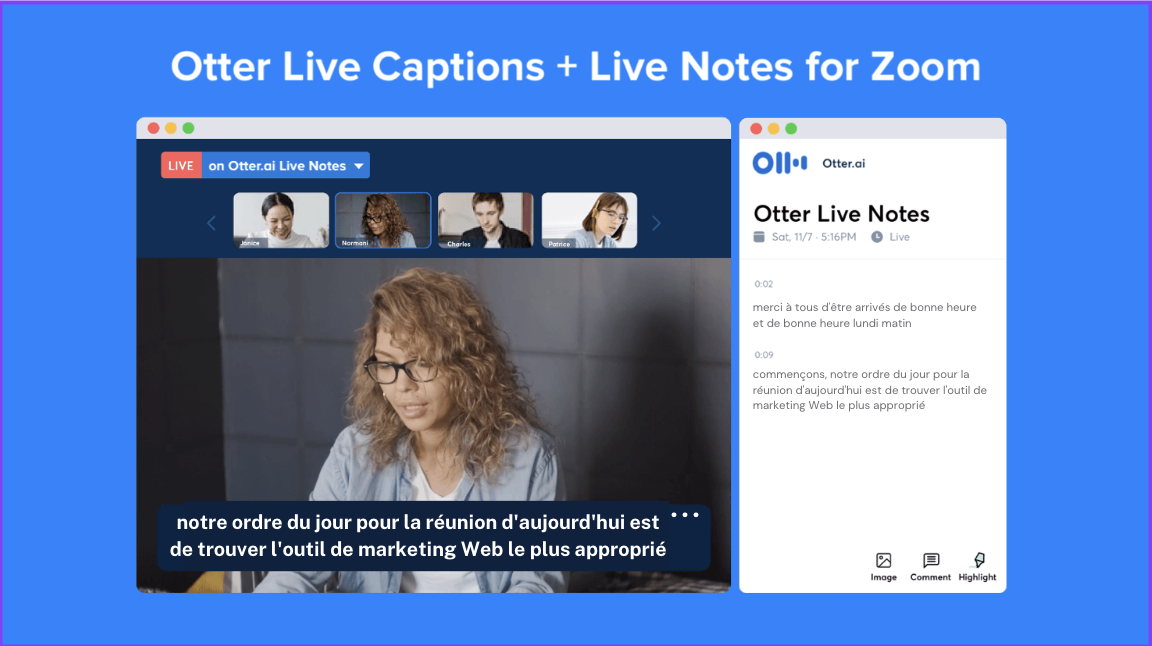 Otter Live Captions + Live Notes for Zoom
LIVE on Otter.ai Live Notes
Janice
Normani
Charles
Patrice
notre ordre du jour pour la réunion d'aujourd'hui est
de trouver l'outil de marketing Web le plus approprié
Otter.ai
Otter Live Notes
Sat, 11/7 · 5:16PM Live
0:02
merci à tous d'être arrivés de bonne heure
et de bonne heure lundi matin
0:09
commençons, notre ordre du jour pour la
réunion d'aujourd'hui est de trouver l'outil de
marketing Web le plus approprié
Image Comment Highlight